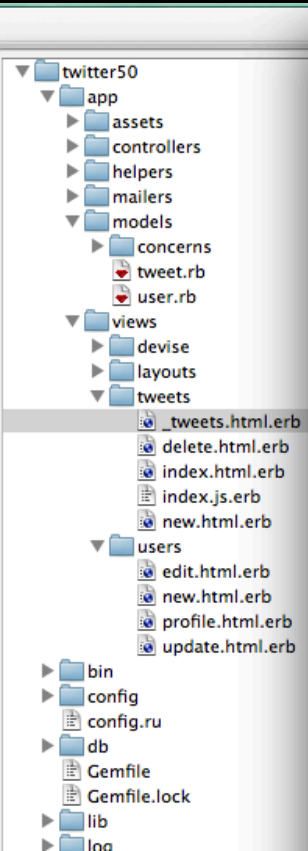 twitter50
app
assets
controllers
helpers
mailers
models
concerns
tweet.rb
user.rb
views
devise
layouts
tweets
_tweets.html.erb
delete.html.erb
index.html.erb
index.js.erb
new.html.erb
users
edit.html.erb
new.html.erb
profile.html.erb
update.html.erb
bin
config
config.ru
db
Gemfile
Gemfile.lock
lib
log